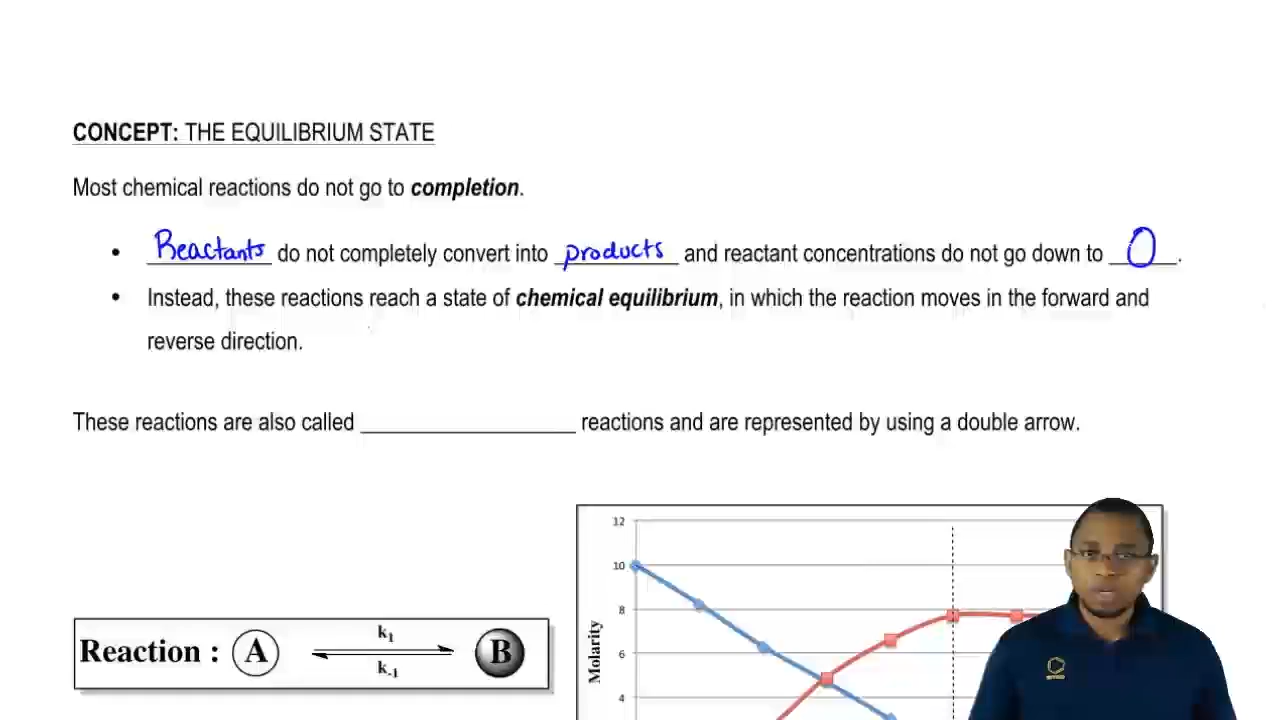 CONCEPT: THE EQUILIBRIUM STATE
Most chemical reactions do not go to completion.
• Reactants do not completely convert into products and reactant concentrations do not go down to 0.
• Instead, these reactions reach a state of chemical equilibrium, in which the reaction moves in the forward and
reverse direction.
These reactions are also called ____________ reactions and are represented by using a double arrow.
Reaction : A k1 k-1 B
Molarity
12
10
8
6
4